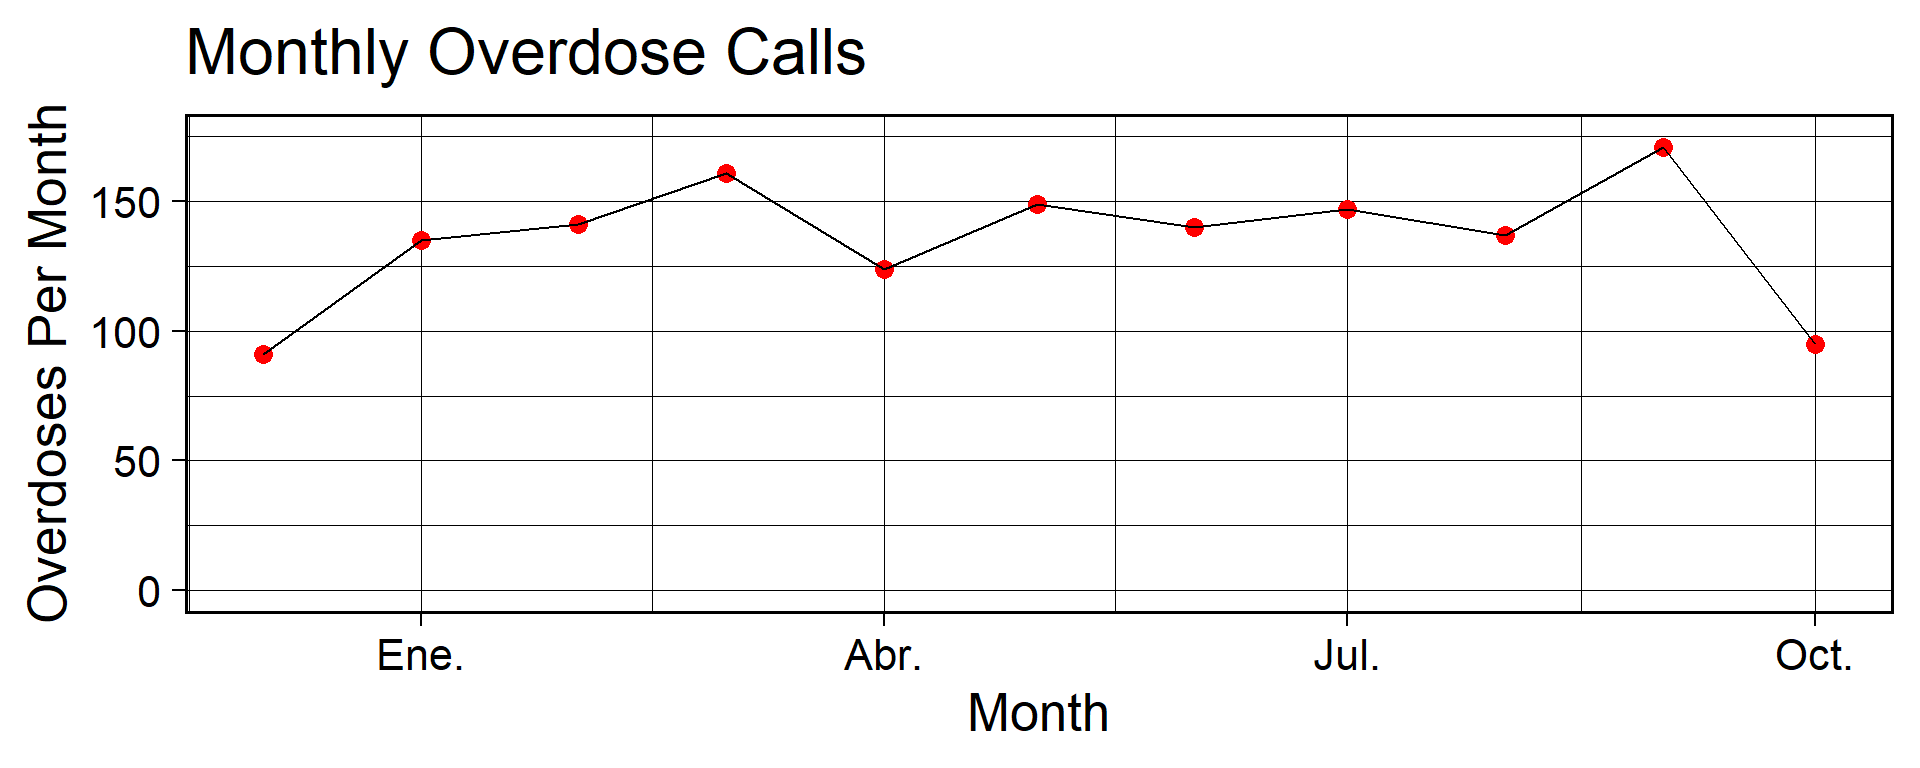 Monthly Overdose Calls
Overdoses Per Month
150
100
50
0
Ene.
Abr.
Jul.
Oct.
Month